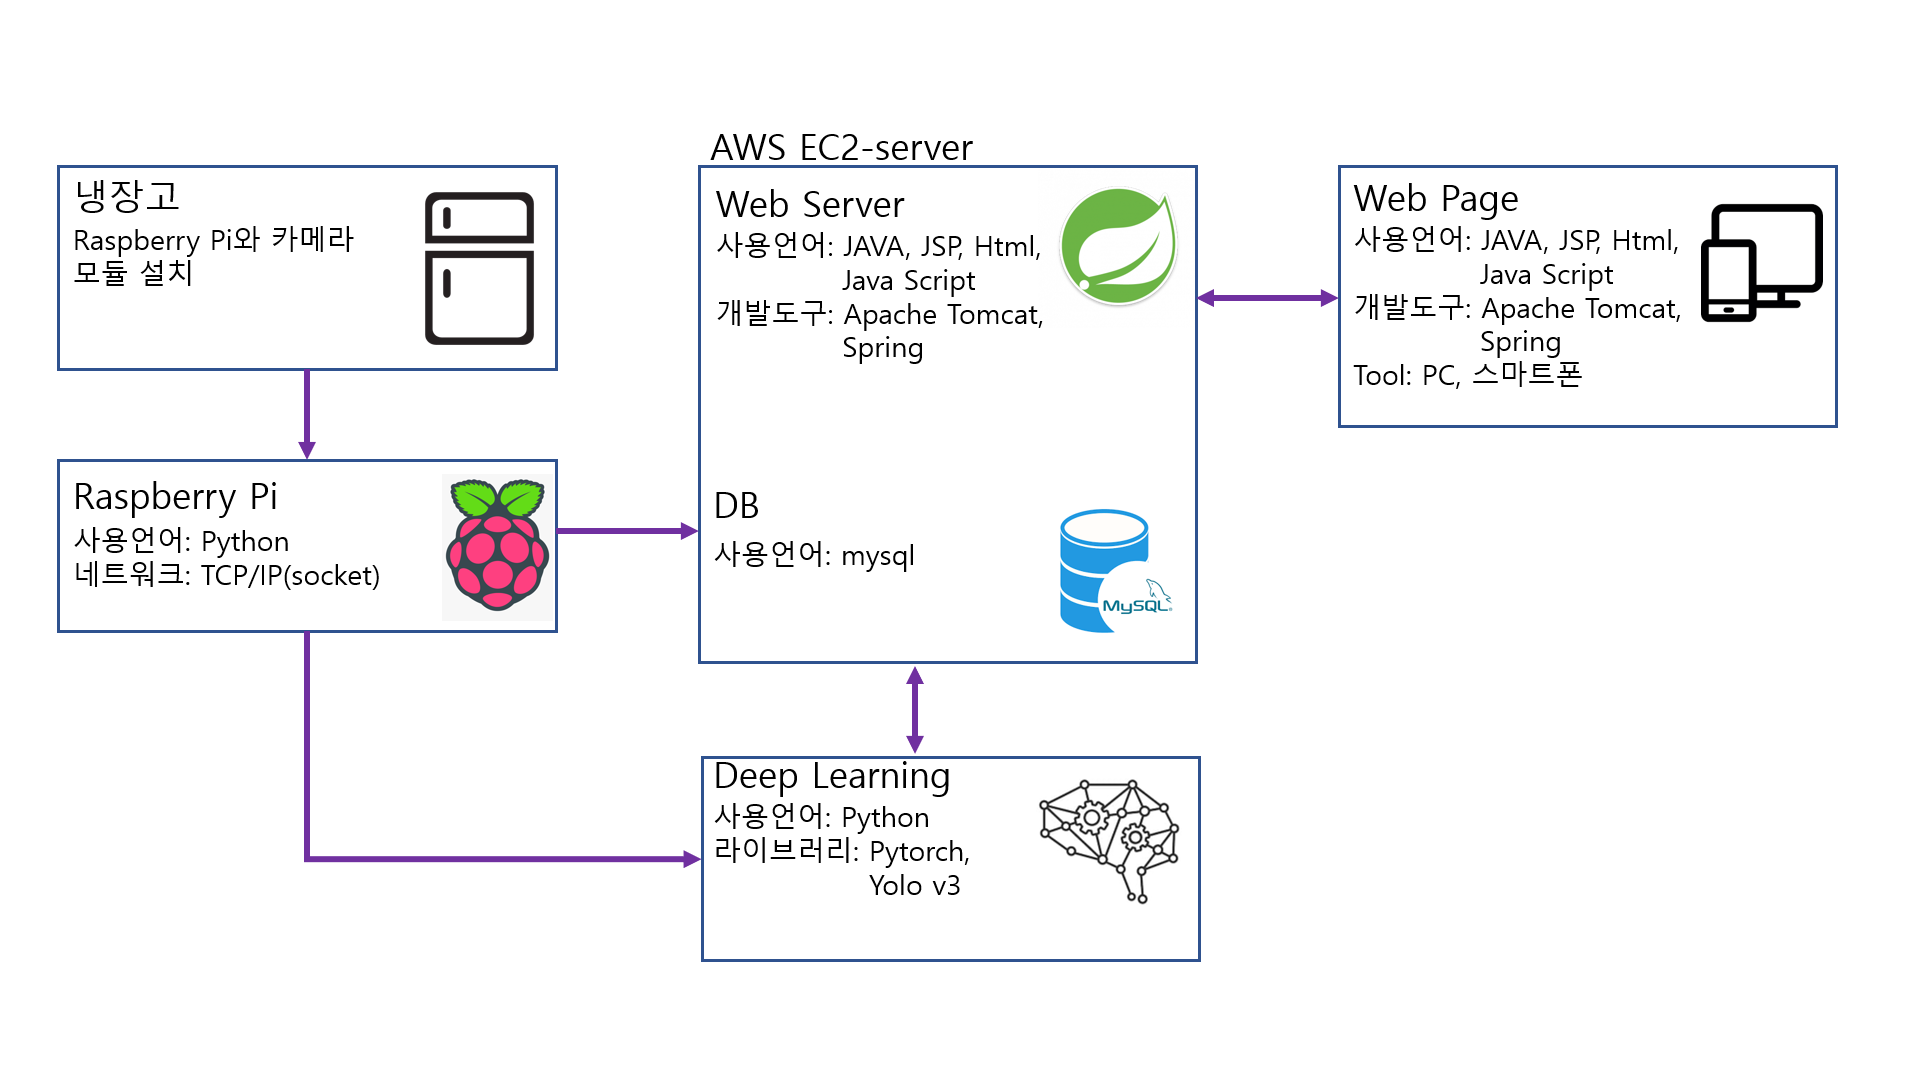 냉장고
Raspberry Pi와 카메라
모듈 설치
Raspberry Pi
사용언어: Python
네트워크: TCP/IP(socket)
AWS EC2-server
Web Server
사용언어: JAVA, JSP, Html,
Java Script
개발도구: Apache Tomcat,
Spring
DB
사용언어: mysql
MySQL®
Deep Learning
사용언어: Python
라이브러리: Pytorch,
Yolo v3
Web Page
사용언어: JAVA, JSP, Html,
Java Script
개발도구: Apache Tomcat,
Spring
Tool: PC, 스마트폰